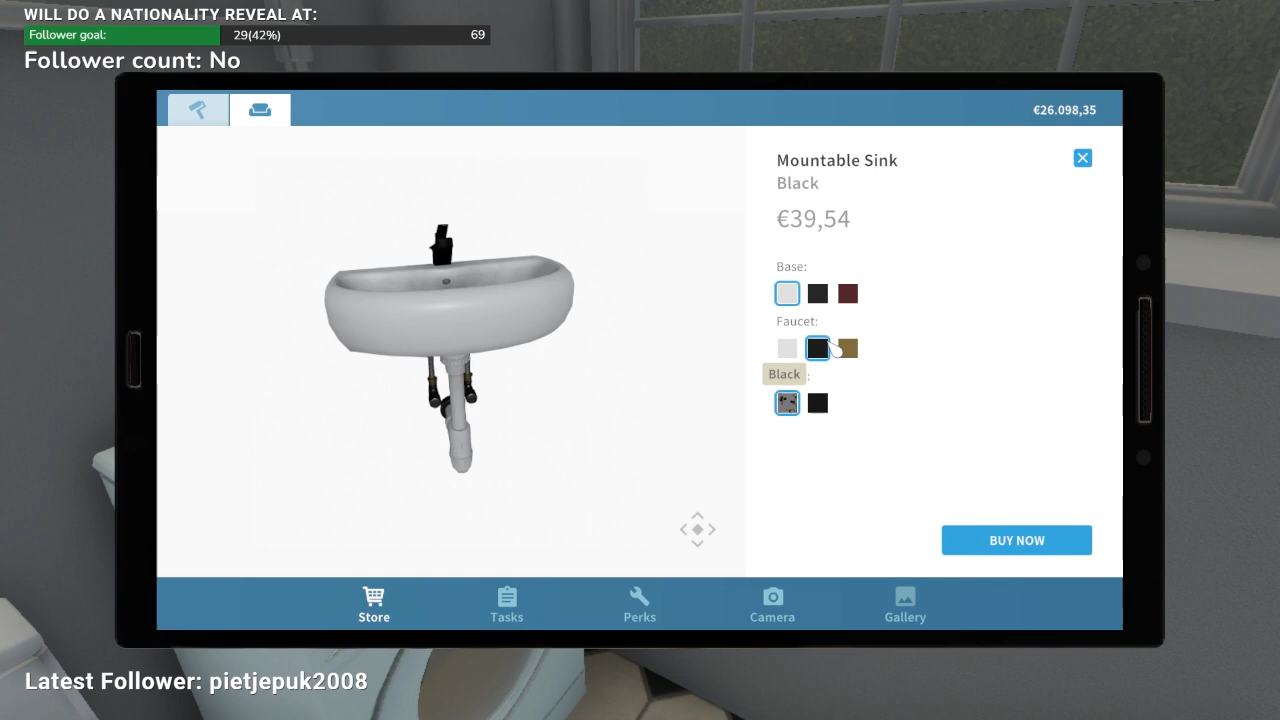 WILL DO A NATIONALITY REVEAL AT:
Follower goal: 29(42%) 69
Follower count: No
€26.098,35
Mountable Sink
Black
€39,54
Base:
Faucet:
Black :
BUY NOW
Store Tasks Perks Camera Gallery
Latest Follower: pietjepuk2008